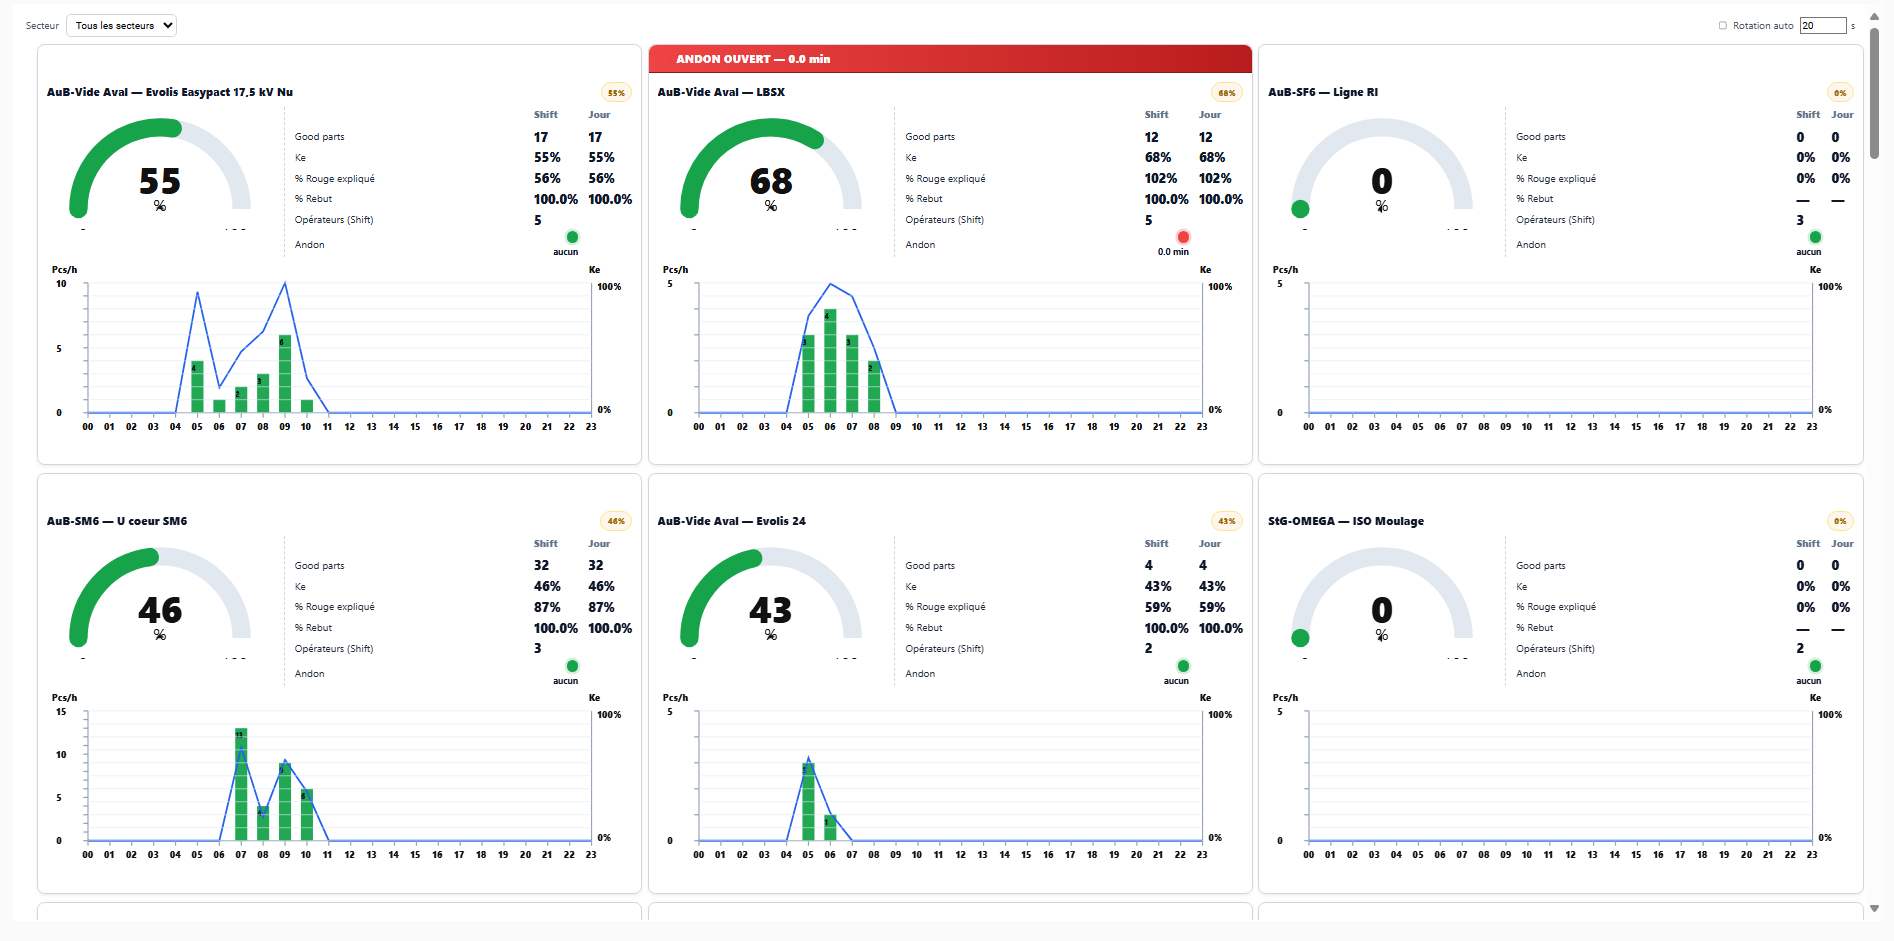 Secteur Tous les secteurs Rotation auto 20 s
AuB-Vide Aval — Evolis Easypact 17,5 kV Nu 55%
Shift Jour
Good parts 17 17
Ke 55% 55%
% Rouge expliqué 56% 56%
% Rebut 100.0% 100.0%
Opérateurs (Shift) 5
Andon aucun
55
%
Pcs/h Ke
10 100%
5
0 0%
4 2 3 6
00 01 02 03 04 05 06 07 08 09 10 11 12 13 14 15 16 17 18 19 20 21 22 23
ANDON OUVERT — 0.0 min
AuB-Vide Aval — LBSX 68%
Shift Jour
Good parts 12 12
Ke 68% 68%
% Rouge expliqué 102% 102%
% Rebut 100.0% 100.0%
Opérateurs (Shift) 5
Andon 0.0 min
68
%
Pcs/h Ke
5 100%
0 0%
3 4 3 2
00 01 02 03 04 05 06 07 08 09 10 11 12 13 14 15 16 17 18 19 20 21 22 23
AuB-SF6 — Ligne RI 0%
Shift Jour
Good parts 0 0
Ke 0% 0%
% Rouge expliqué 0% 0%
% Rebut — —
Opérateurs (Shift) 3
Andon aucun
0
%
Pcs/h Ke
5 100%
0 0%
00 01 02 03 04 05 06 07 08 09 10 11 12 13 14 15 16 17 18 19 20 21 22 23
AuB-SM6 — U coeur SM6 46%
Shift Jour
Good parts 32 32
Ke 46% 46%
% Rouge expliqué 87% 87%
% Rebut 100.0% 100.0%
Opérateurs (Shift) 3
Andon aucun
46
%
Pcs/h Ke
15 100%
10
5
0 0%
13 4 9 6
00 01 02 03 04 05 06 07 08 09 10 11 12 13 14 15 16 17 18 19 20 21 22 23
AuB-Vide Aval — Evolis 24 43%
Shift Jour
Good parts 4 4
Ke 43% 43%
% Rouge expliqué 59% 59%
% Rebut 100.0% 100.0%
Opérateurs (Shift) 2
Andon aucun
43
%
Pcs/h Ke
5 100%
0 0%
3 1
00 01 02 03 04 05 06 07 08 09 10 11 12 13 14 15 16 17 18 19 20 21 22 23
StG-OMEGA — ISO Moulage 0%
Shift Jour
Good parts 0 0
Ke 0% 0%
% Rouge expliqué 0% 0%
% Rebut — —
Opérateurs (Shift) 2
Andon aucun
0
%
Pcs/h Ke
5 100%
0 0%
00 01 02 03 04 05 06 07 08 09 10 11 12 13 14 15 16 17 18 19 20 21 22 23